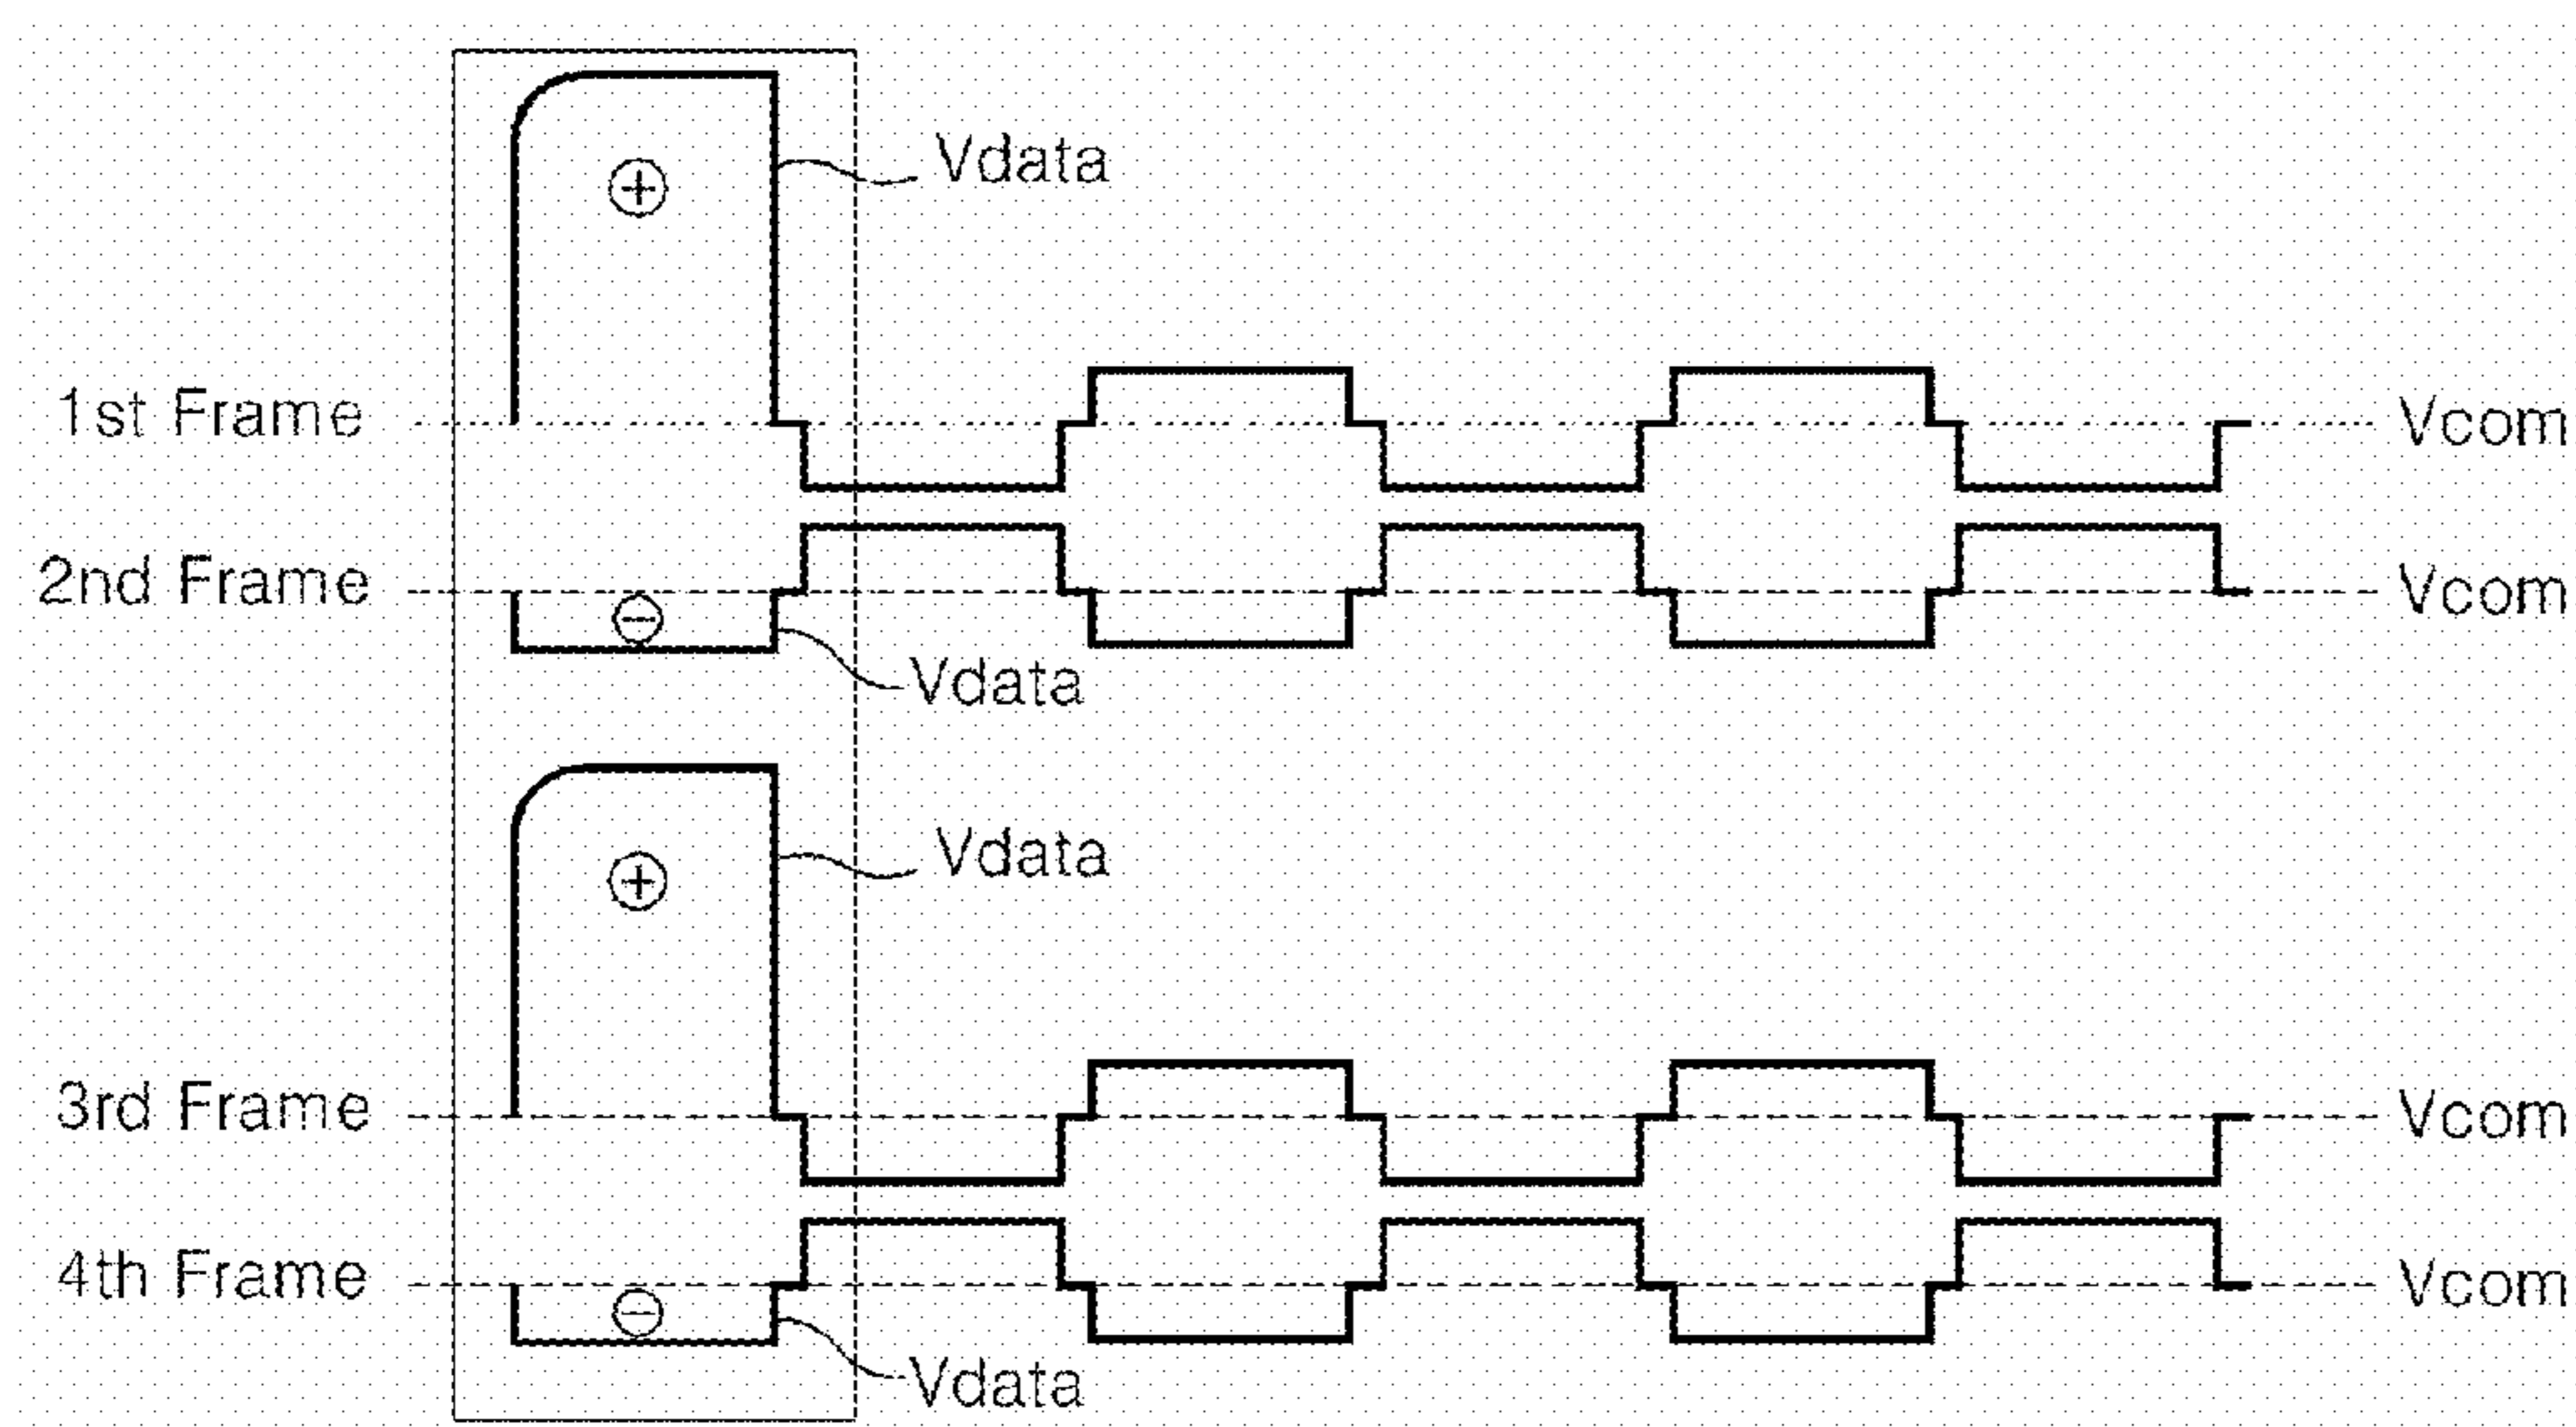 ⊕
Vdata
1st Frame
Vcom
2nd Frame
⊖
Vcom
Vdata
⊕
Vdata
3rd Frame
Vcom
4th Frame
⊖
Vcom
Vdata